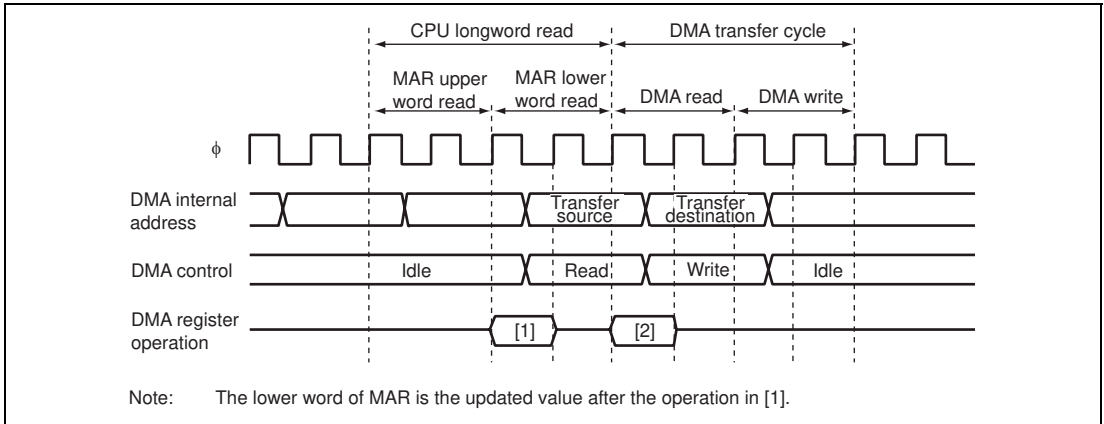 CPU longword read DMA transfer cycle
MAR upper word read
MAR lower word read
DMA read DMA write
φ
DMA internal address
Transfer source
Transfer destination
DMA control Idle Read Write Idle
DMA register operation
[1] [2]
Note: The lower word of MAR is the updated value after the operation in [1].